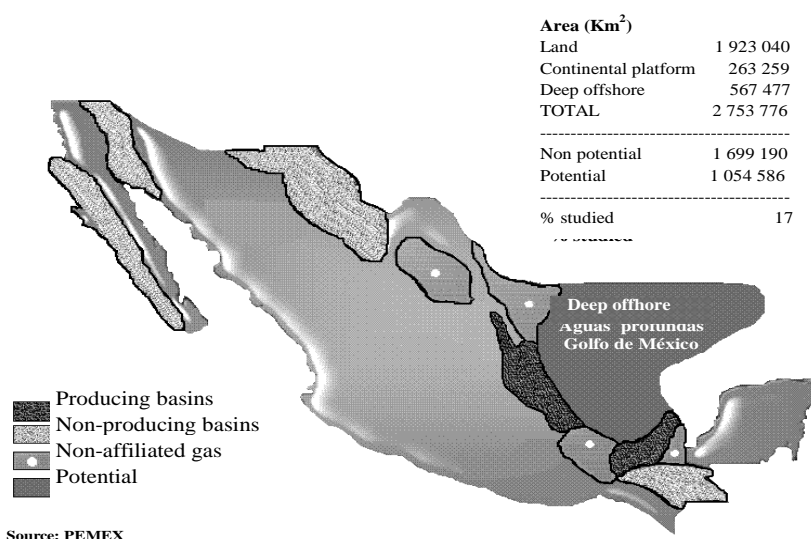 Area (Km²)
Land 1 923 040
Continental platform 263 259
Deep offshore 567 477
TOTAL 2 753 776
Non potential 1 699 190
Potential 1 054 586
% studied 17
% studied
Deep offhore
Aguas profundas
Golfo de México
Producing basins
Non-producing basins
Non-affiliated gas
Potential
Source: PEMEX